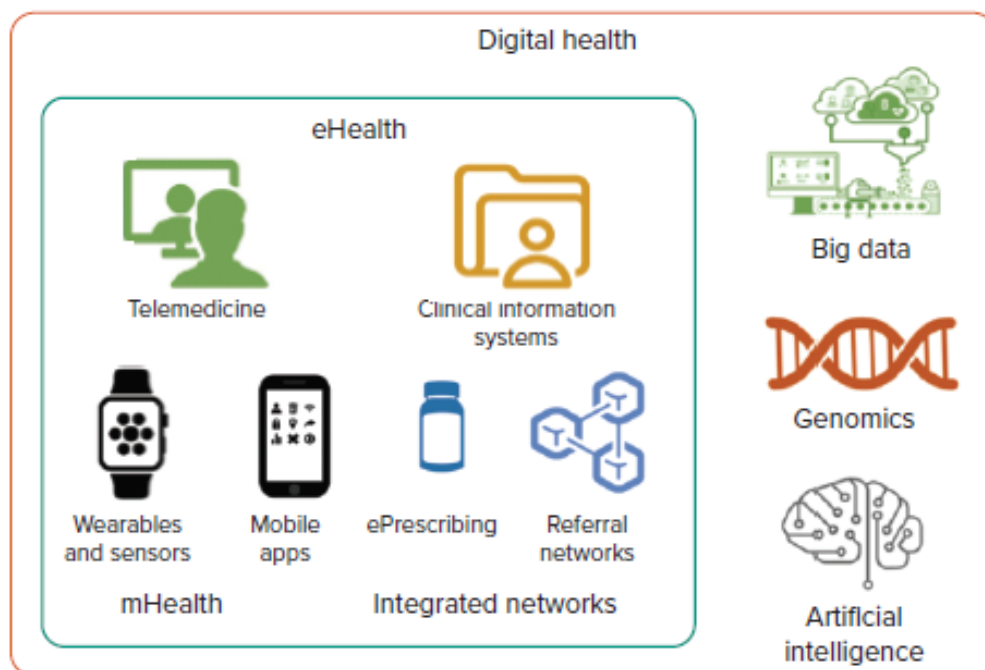 Digital health
eHealth
Telemedicine
Clinical information
systems
Wearables
and sensors
Mobile
apps
ePrescribing
Referral
networks
mHealth
Integrated networks
Big data
Genomics
Artificial
intelligence